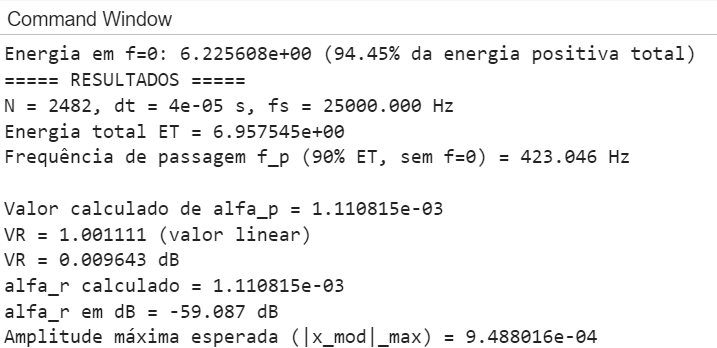 Command Window
Energia em f=0: 6.225608e+00 (94.45% da energia positiva total)
===== RESULTADOS =====
N = 2482, dt = 4e-05 s, fs = 25000.000 Hz
Energia total ET = 6.957545e+00
Frequência de passagem f_p (90% ET, sem f=0) = 423.046 Hz
Valor calculado de alfa_p = 1.110815e-03
VR = 1.001111 (valor linear)
VR = 0.009643 dB
alfa_r calculado = 1.110815e-03
alfa_r em dB = -59.087 dB
Amplitude máxima esperada (|x_mod|_max) = 9.488016e-04